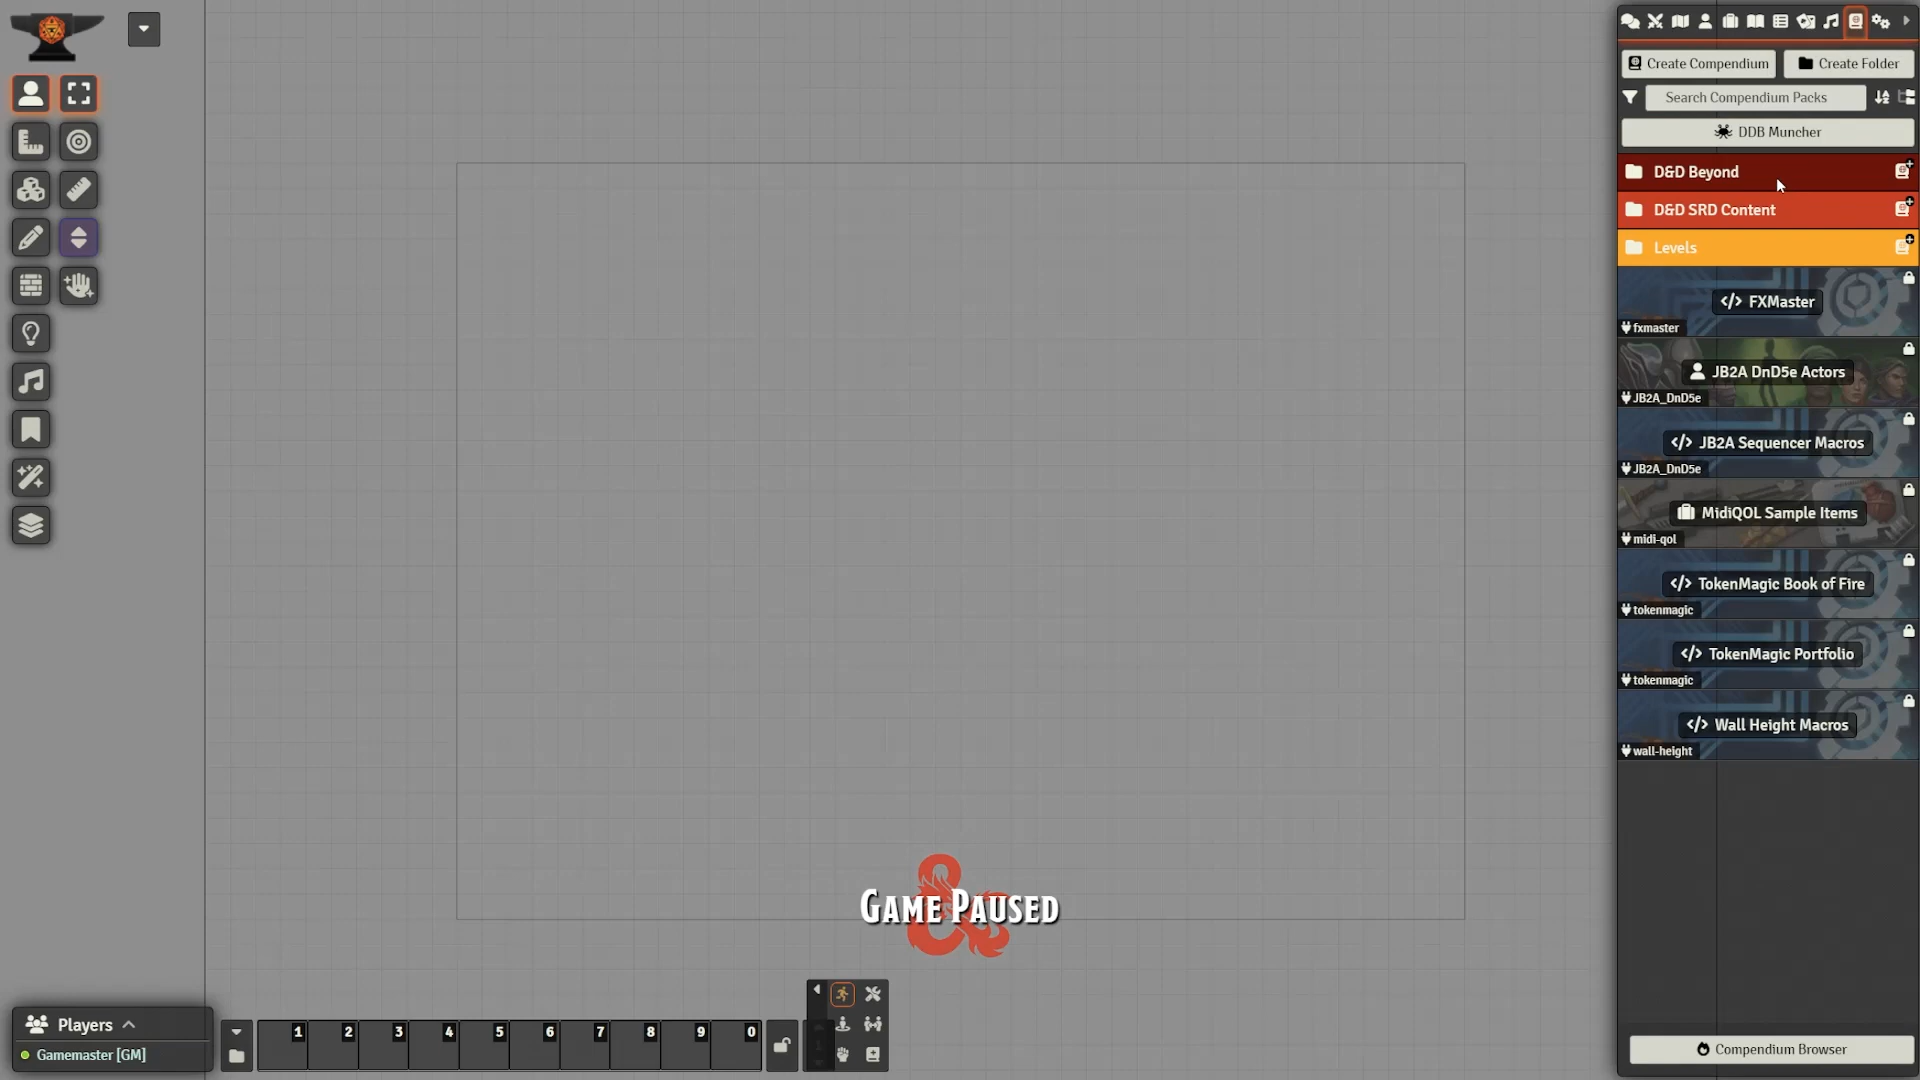 Create Compendium
Create Folder
Search Compendium Packs
DDB Muncher
D&D Beyond
D&D SRD Content
Levels
</> FXMaster
fxmaster
JB2A DnD5e Actors
JB2A_DnD5e
</> JB2A Sequencer Macros
JB2A_DnD5e
MidiQOL Sample Items
midi-qol
</> TokenMagic Book of Fire
tokenmagic
</> TokenMagic Portfolio
tokenmagic
</> Wall Height Macros
wall-height
GAME PAUSED
Players
Gamemaster [GM]
1 2 3 4 5 6 7 8 9 0
Compendium Browser